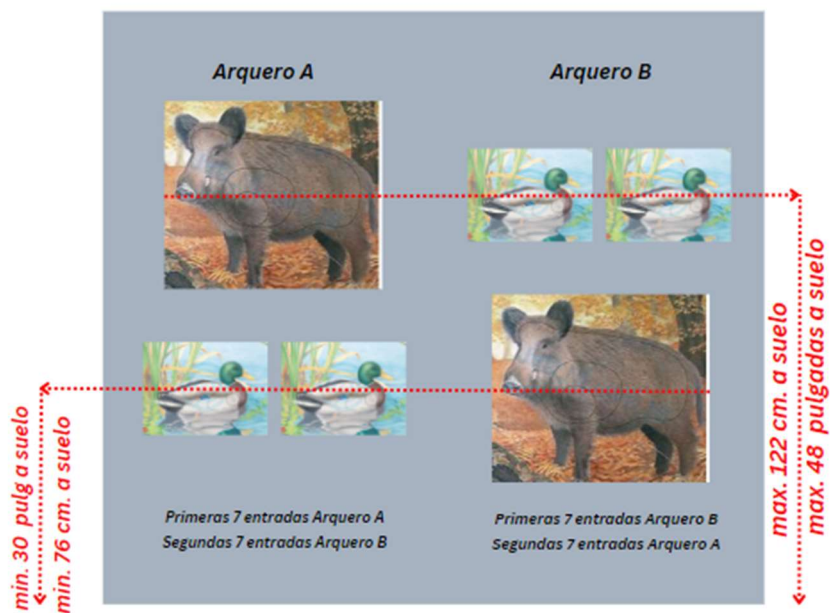 Arquero A
Arquero B
Primeras 7 entradas Arquero A
Segundas 7 entradas Arquero B
Primeras 7 entradas Arquero B
Segundas 7 entradas Arquero A
min. 30 pulg a suelo
min. 76 cm. a suelo
max. 122 cm. a suelo
max. 48 pulgadas a suelo